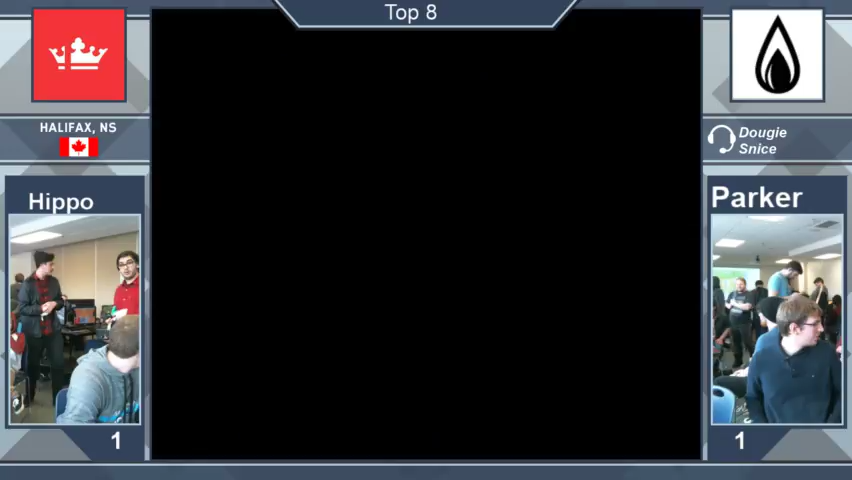 Top 8
HALIFAX, NS
Dougie
Snice
Hippo
Parker
1
1